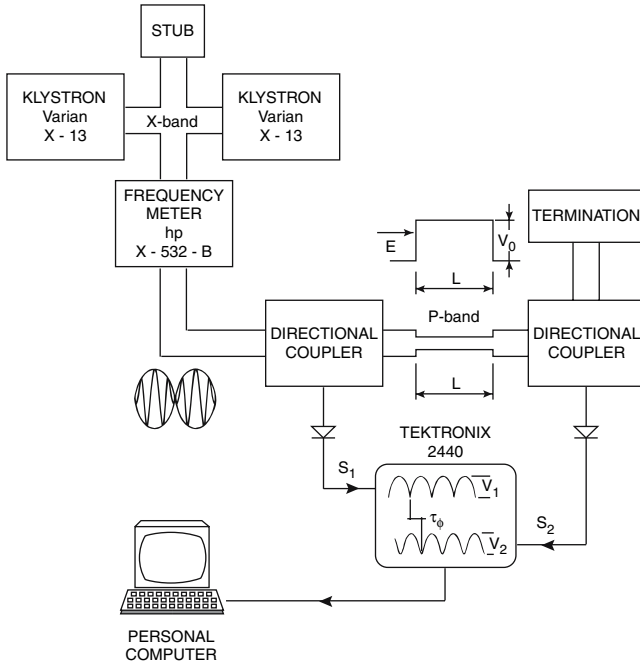 STUB
KLYSTRON
Varian
X - 13
X-band
KLYSTRON
Varian
X - 13
FREQUENCY
METER
hp
X - 532 - B
E
V0
L
TERMINATION
P-band
DIRECTIONAL
COUPLER
L
DIRECTIONAL
COUPLER
TEKTRONIX
2440
S1
V1
τϕ
V2
S2
PERSONAL
COMPUTER